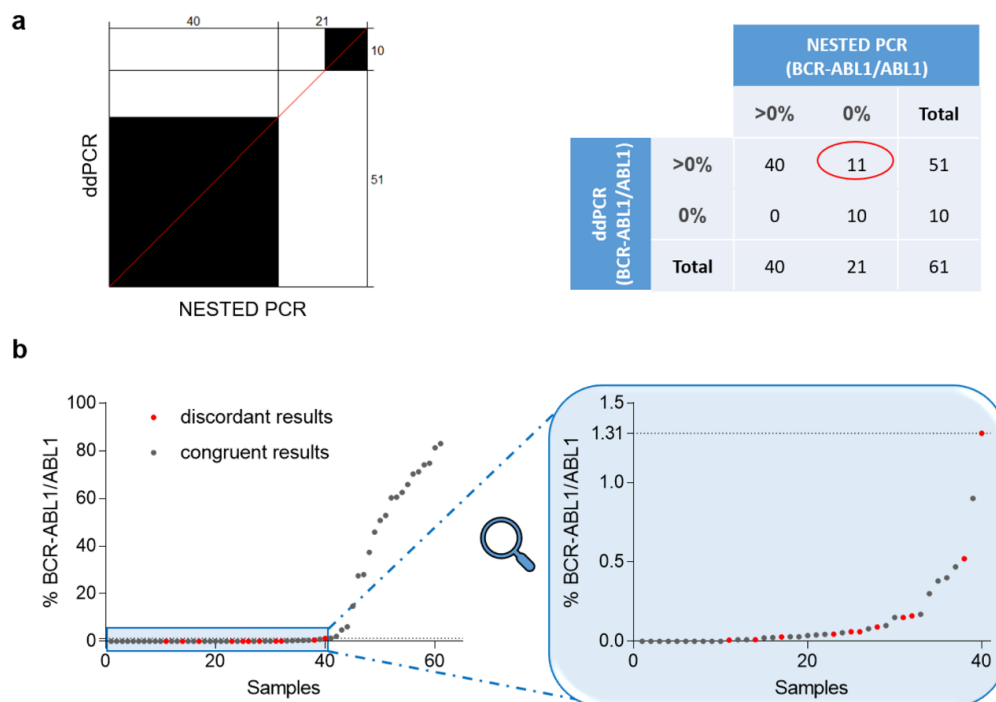 a
40 21
10
51
ddPCR
NESTED PCR
NESTED PCR
(BCR-ABL1/ABL1)
>0% 0% Total
ddPCR
(BCR-ABL1/ABL1)
>0% 40 11 51
0% 0 10 10
Total 40 21 61
b
100
80
60
40
20
0
% BCR-ABL1/ABL1
discordant results
congruent results
0 20 40 60
Samples
1.5
1.31
1.0
0.5
0.0
% BCR-ABL1/ABL1
0 20 40
Samples